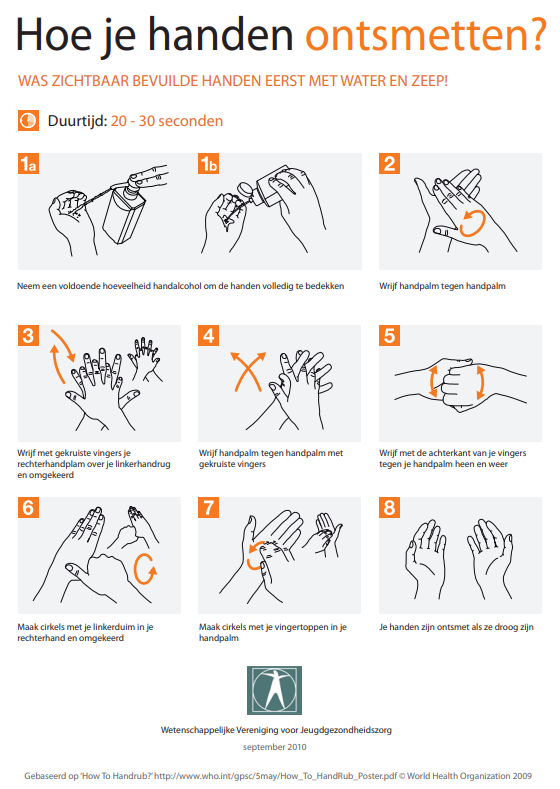 Hoe je handen ontsmetten?
WAS ZICHTBAAR BEVUILDE HANDEN EERST MET WATER EN ZEEP!
Duurtijd: 20 - 30 seconden
1a
1b
2
Neem een voldoende hoeveelheid handalcohol om de handen volledig te bedekken
Wrijf handpalm tegen handpalm
3
4
5
Wrijf met gekruiste vingers je
rechterhandplam over je linkerhandrug
en omgekeerd
Wrijf handpalm tegen handpalm met
gekruiste vingers
Wrijf met de achterkant van je vingers
tegen je handpalm heen en weer
6
7
8
Maak cirkels met je linkerduim in je
rechterhand en omgekeerd
Maak cirkels met je vingertoppen in je
handpalm
Je handen zijn ontsmet als ze droog zijn
Wetenschappelijke Vereniging voor Jeugdgezondheidszorg
september 2010
Gebaseerd op 'How To Handrub?' http://www.who.int/gpsc/5may/How_To_HandRub_Poster.pdf © World Health Organization 2009